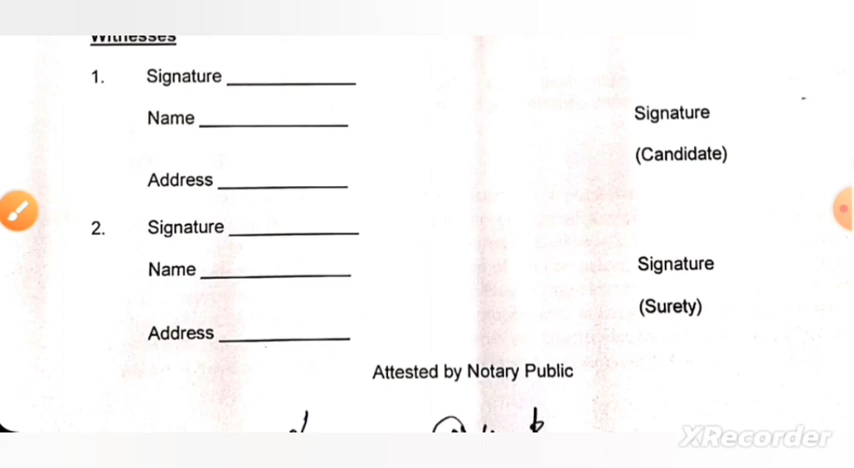 Witnesses
1. Signature
Name
Signature
(Candidate)
Address
2. Signature
Name
Signature
(Surety)
Address
Attested by Notary Public
XRecorder